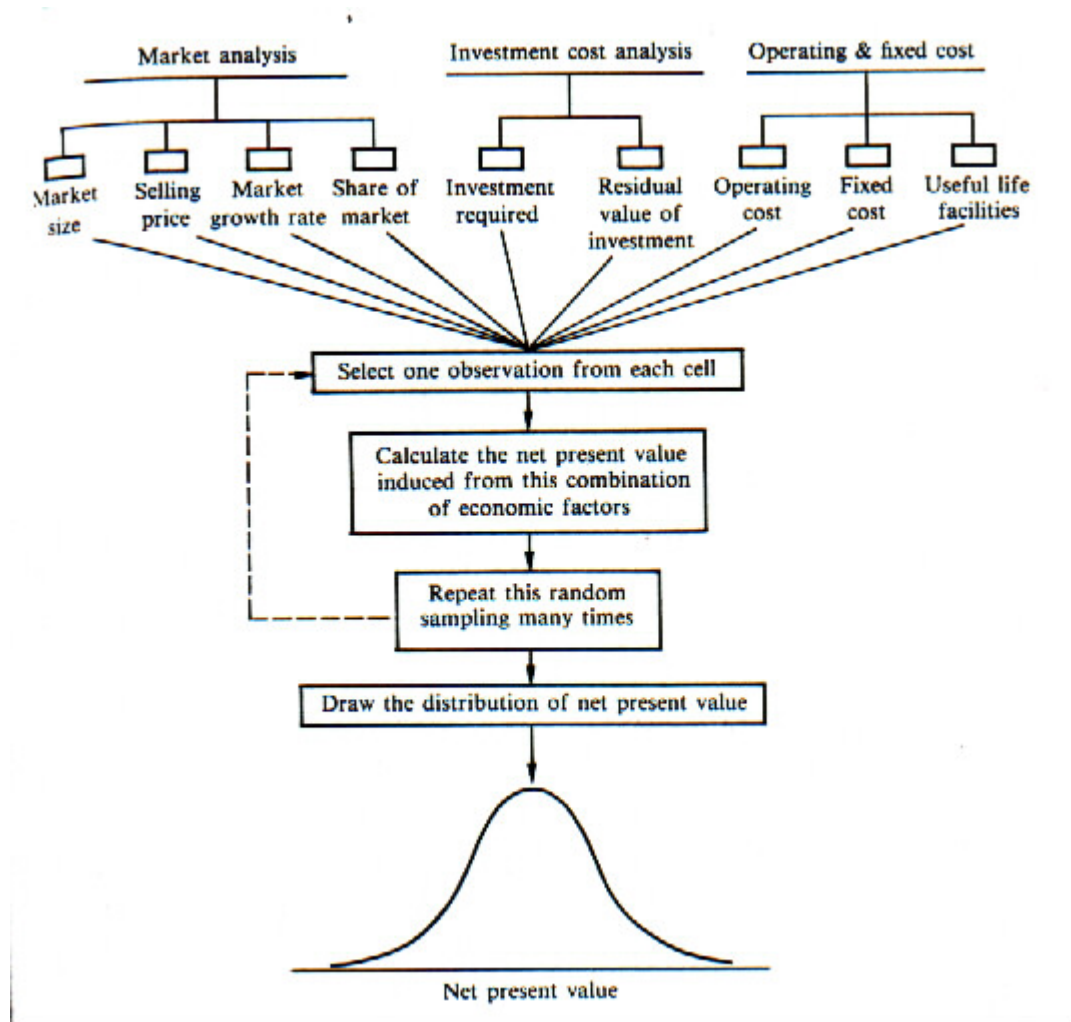 Market analysis
Investment cost analysis
Operating & fixed cost
Market
size
Selling
price
Market
growth rate
Share of
market
Investment
required
Residual
value of
investment
Operating
cost
Fixed
cost
Useful life
facilities
Select one observation from each cell
Calculate the net present value
induced from this combination
of economic factors
Repeat this random
sampling many times
Draw the distribution of net present value
Net present value